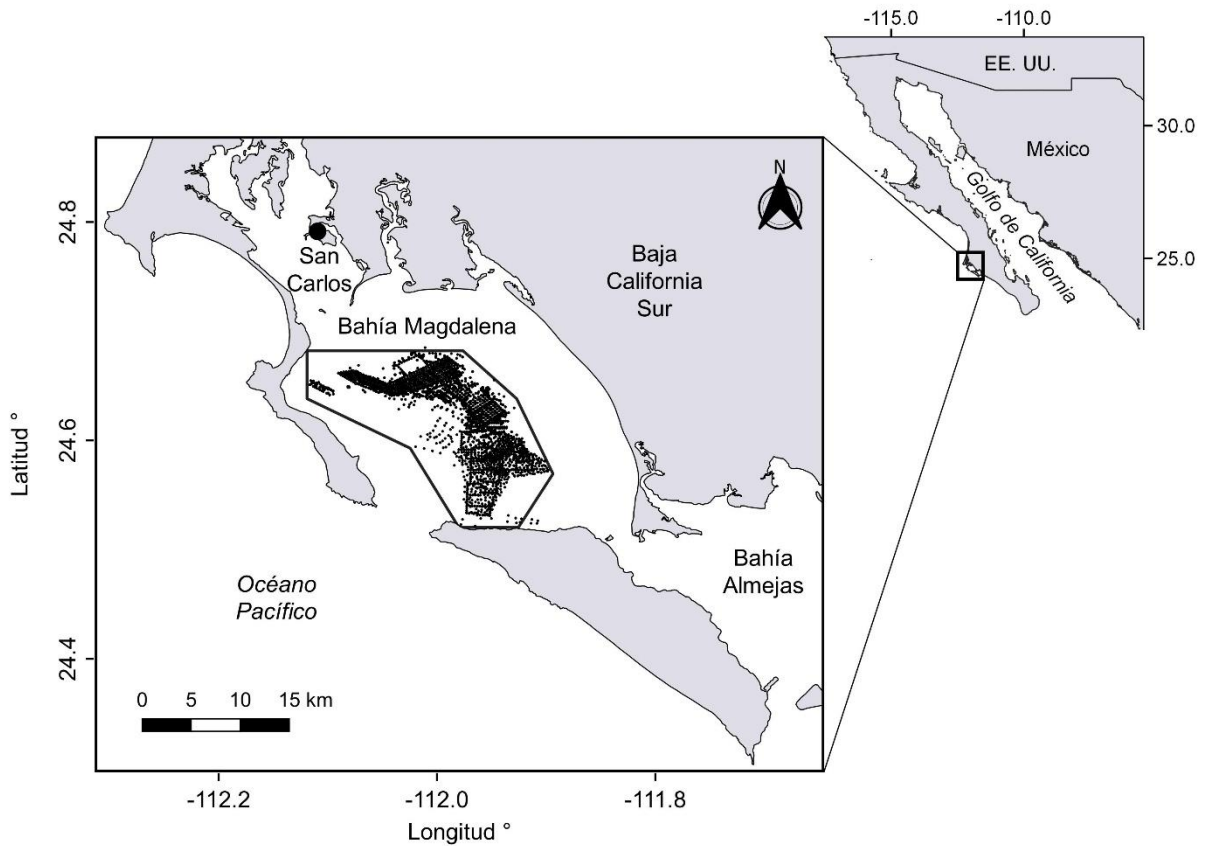 -115.0
-110.0
EE. UU.
30.0
México
Golfo de California
25.0
N
24.8
San
Carlos
Baja
California
Sur
Bahía Magdalena
24.6
Latitud °
Bahía
Almejas
Océano
Pacífico
24.4
0 5 10 15 km
-112.2
-112.0
-111.8
Longitud °